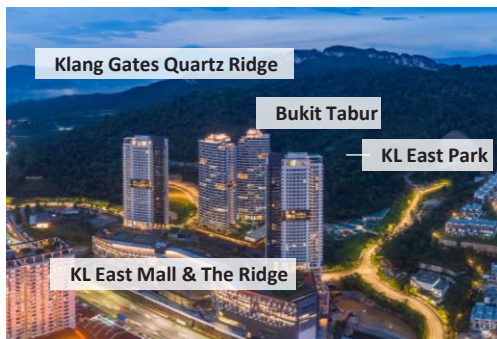 Klang Gates Quartz Ridge
Bukit Tabur
KL East Park
KL East Mall & The Ridge